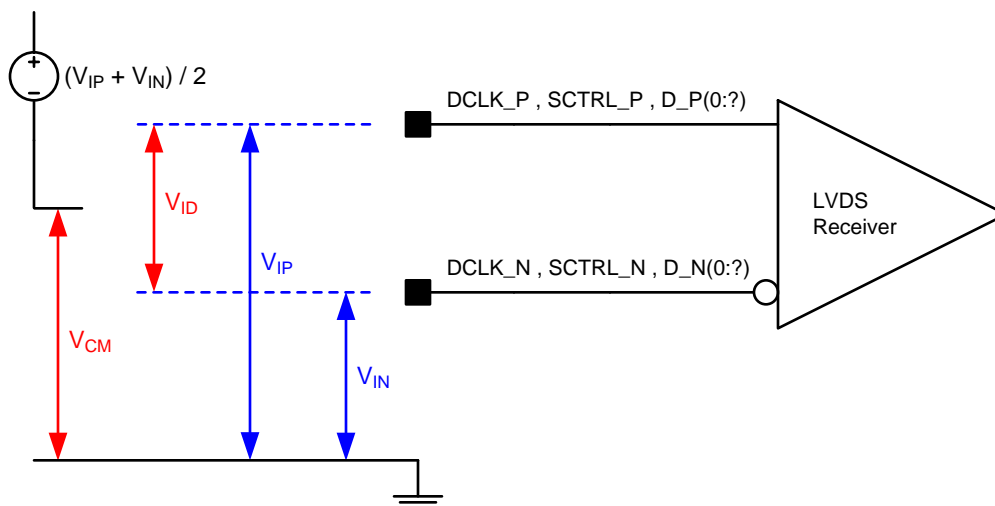 (VIP + VIN) / 2
DCLK_P , SCTRL_P , D_P(0:?)
VID
LVDS
Receiver
VIP
DCLK_N , SCTRL_N , D_N(0:?)
VCM
VIN